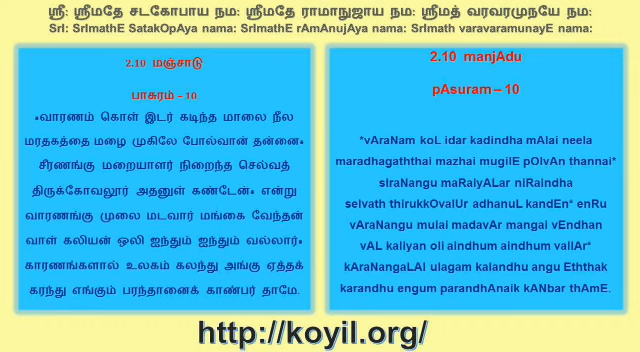 ஸ்ரீ: ஸ்ரீமதே சடகோபாய நம: ஸ்ரீமதே ராமாநுஜாய நம: ஸ்ரீமத் வரவரமுநயே நம:
SrI: SrImathE SatakOpAya nama: SrImathE rAmAnujAya nama: SrImath varavaramunayE nama:
2.10 மஞ்சாடு
பாசுரம் – 10
*வாரணம் கொள் இடர் கடிந்த மாலை நீல
மரதகத்தை மழை முகிலே போல்வான் தன்னை*
சீரணங்கு மறையாளர் நிறைந்த செல்வத்
திருக்கோவலூர் அதனுள் கண்டேன்* என்று
வாரணங்கு முலை மடவார் மங்கை வேந்தன்
வாள் கலியன் ஒலி ஐந்தும் ஐந்தும் வல்லார்*
காரணங்களால் உலகம் கலந்து அங்கு ஏத்தக்
கரந்து எங்கும் பரந்தானைக் காண்பர் தாமே.
2.10 manjAdu
pAsuram – 10
*vAraNam koL idar kadindha mAlai neela
maradhagaththai mazhai mugilE pOlvAn thannai*
sIraNangu maRaiyALar niRaindha
selvath thirukkOvalUr adhanuL kandEn* enRu
vAraNangu mulai madavAr mangai vEndhan
vAL kaliyan oli aindhum aindhum vallAr*
kAraNangaLAl ulagam kalandhu angu Eththak
karandhu engum parandhAnaik kANbar thAmE.
http://koyil.org/